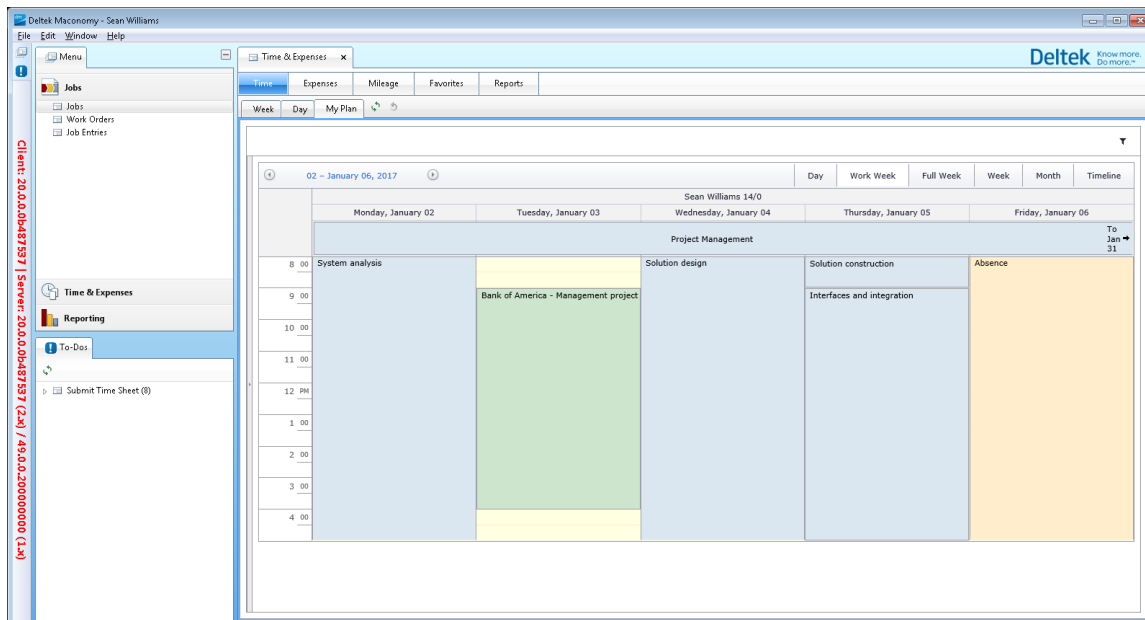 Deltek Maconomy - Sean Williams
File Edit Window Help
Menu
Jobs
Jobs
Work Orders
Job Entries
Time & Expenses
Reporting
To-Dos
Submit Time Sheet (8)
Client: 20.0.0.0b487537 | Server: 20.0.0.0b487537 (2.x) / 49.0.0.200000000 (1.x)
Time & Expenses x
Deltek Know more. Do more.™
Time Expenses Mileage Favorites Reports
Week Day My Plan
02 – January 06, 2017
Day Work Week Full Week Week Month Timeline
Sean Williams 14/0
Monday, January 02 Tuesday, January 03 Wednesday, January 04 Thursday, January 05 Friday, January 06
Project Management
To
Jan
31
8 00 System analysis Solution design Solution construction Absence
9 00 Bank of America - Management project Interfaces and integration
10 00
11 00
12 PM
1 00
2 00
3 00
4 00